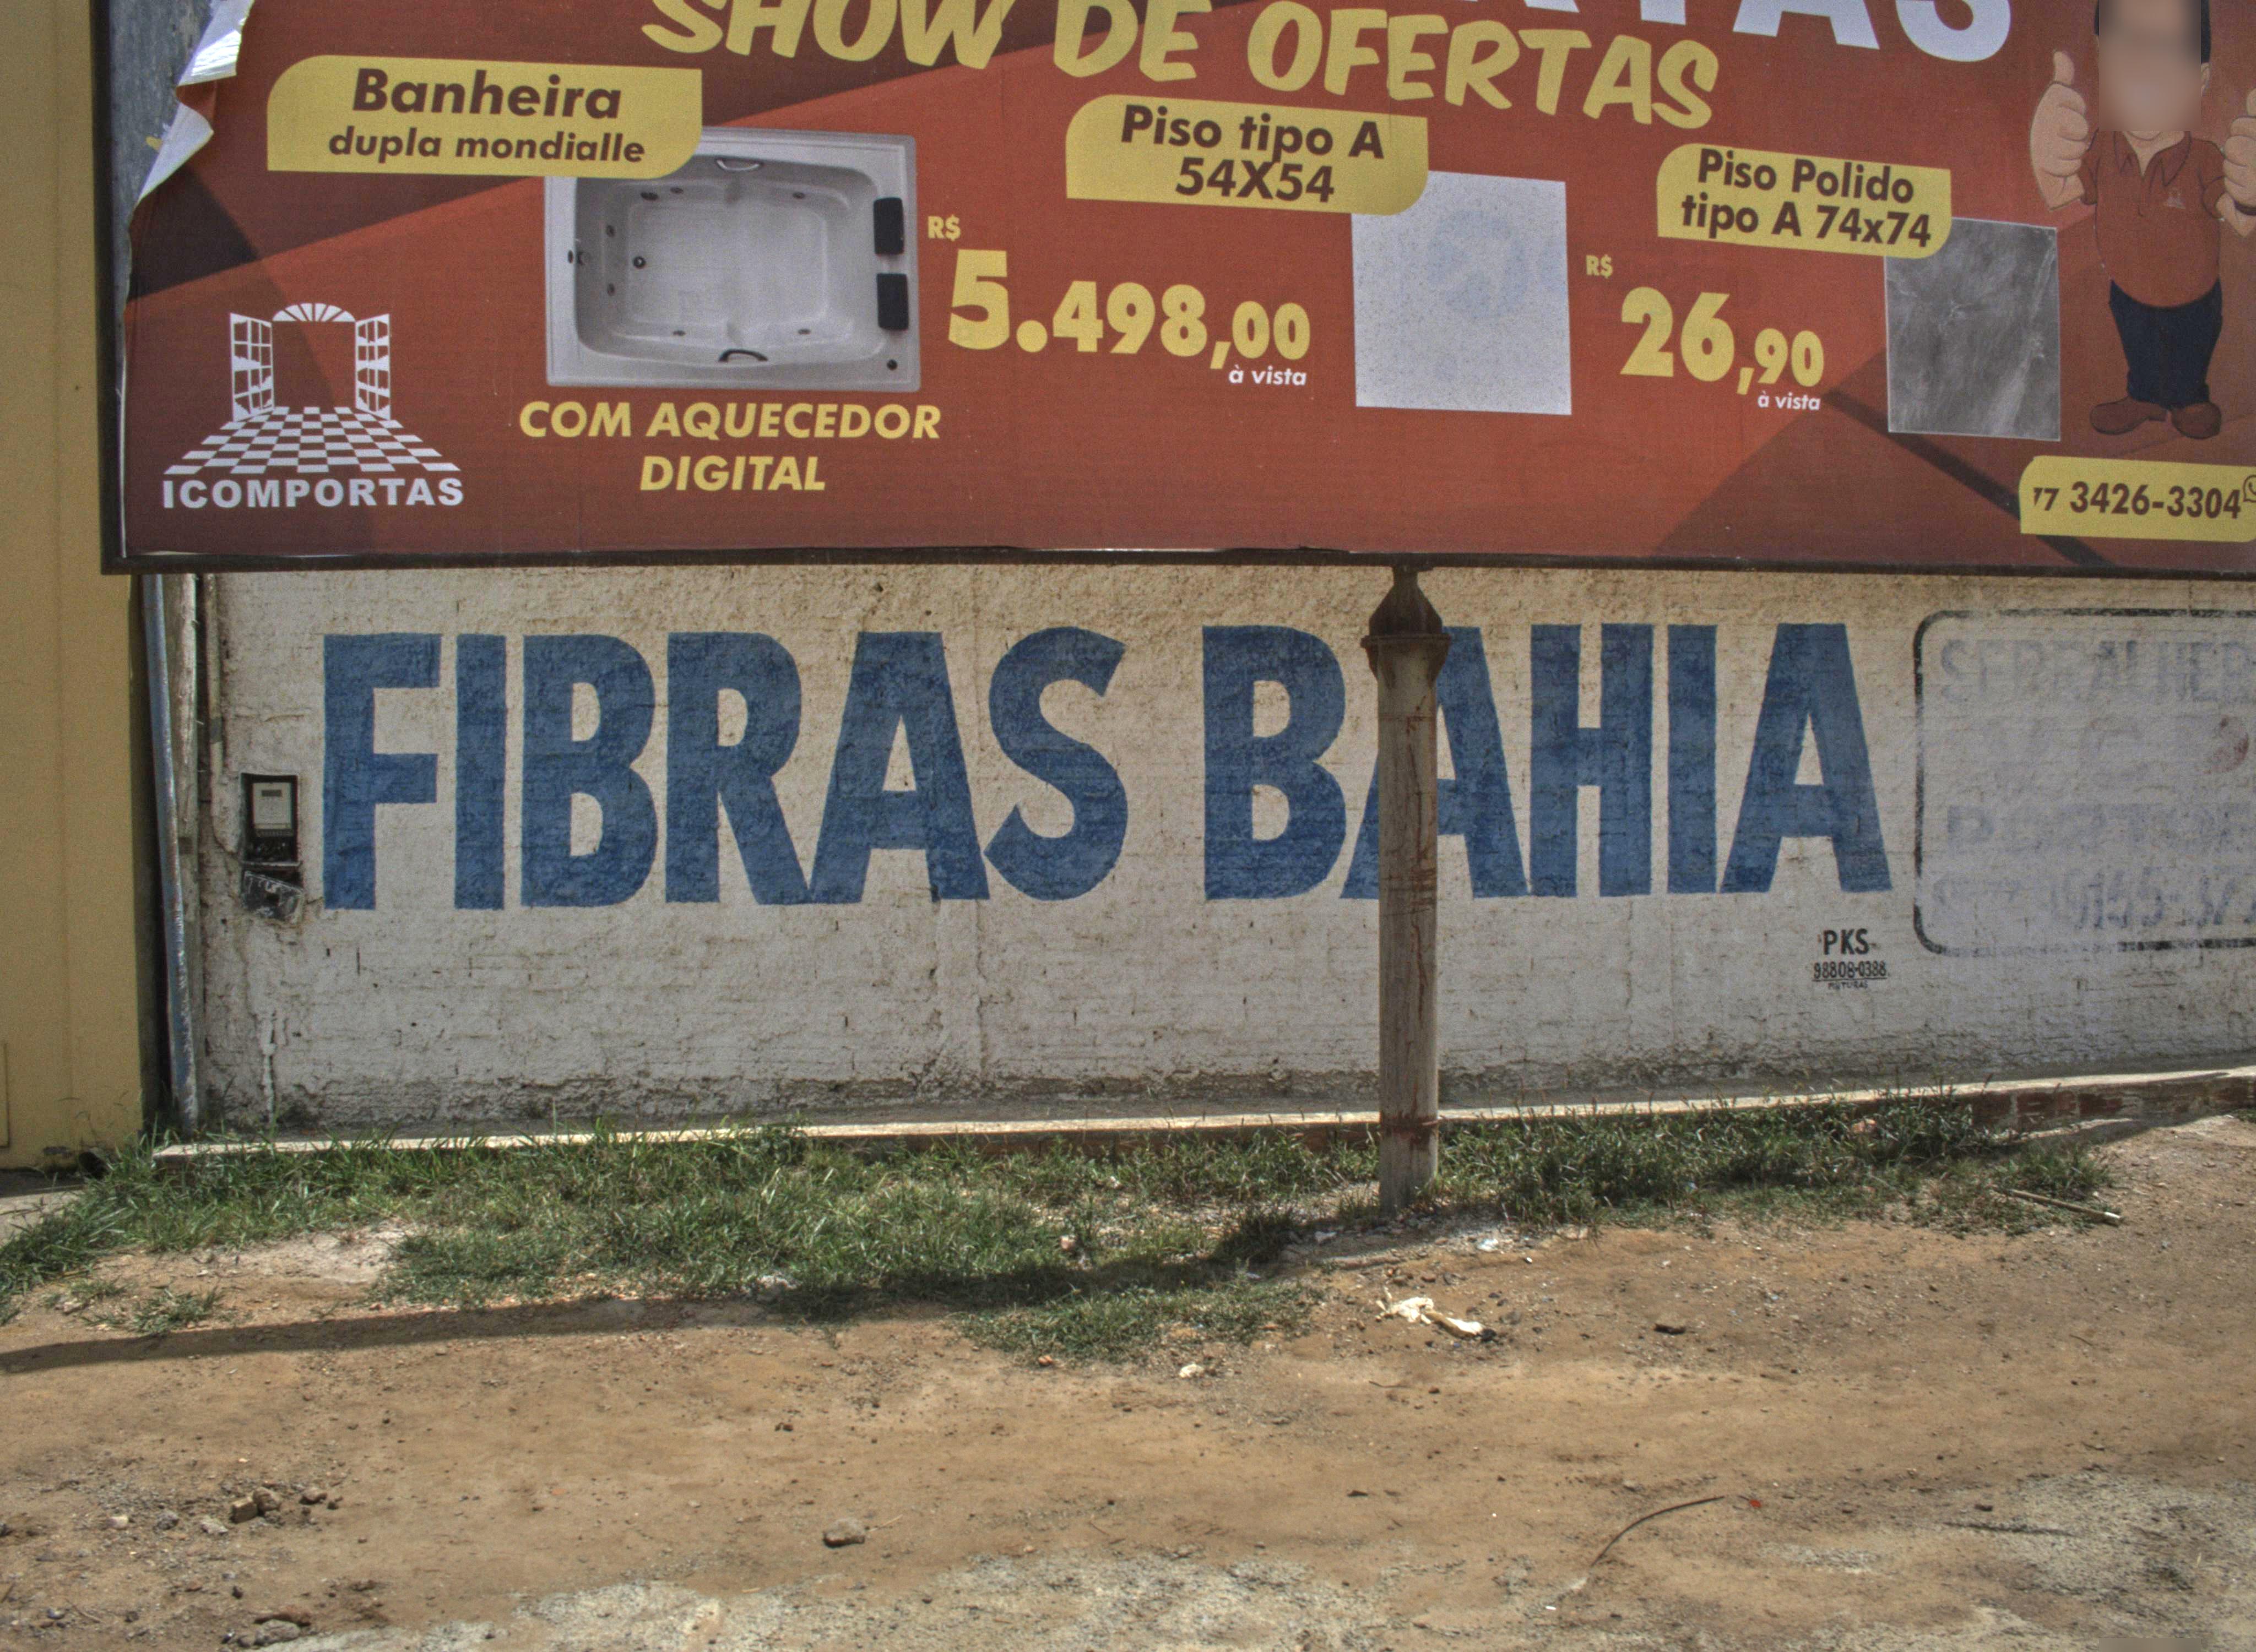 SHOW DE OFERTAS
Banheira
dupla mondialle
R$ 5.498,00
à vista
COM AQUECEDOR
DIGITAL
Piso tipo A
54X54
R$ 26,90
à vista
Piso Polido
tipo A 74x74
ICOMPORTAS
77 3426-3304
FIBRAS BAHIA
PKS
98808-0388